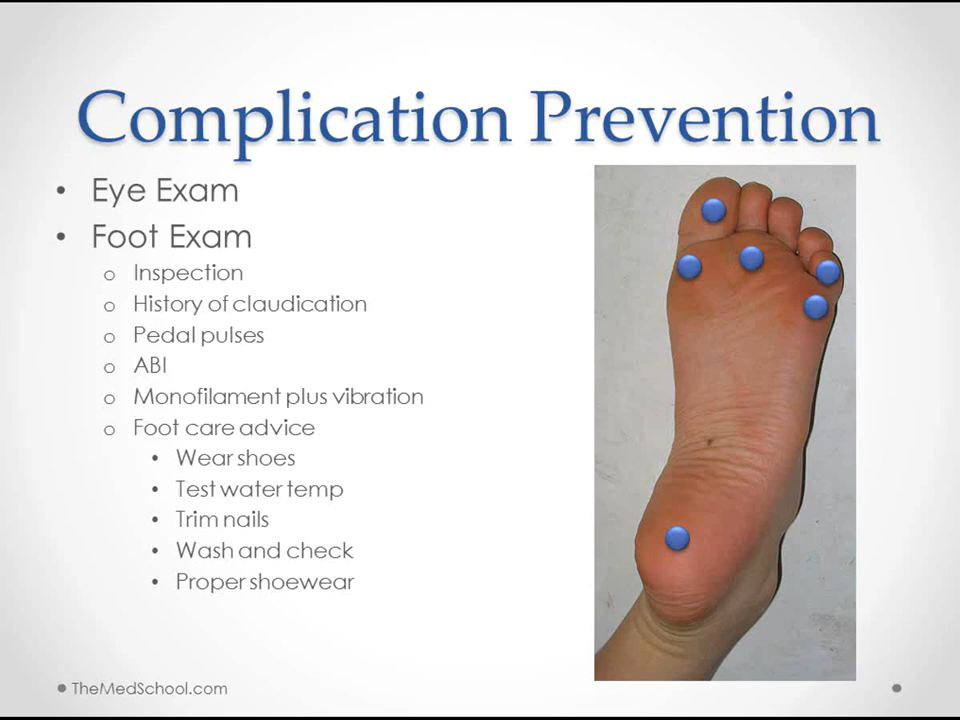 Complication Prevention
• Eye Exam
• Foot Exam
o Inspection
o History of claudication
o Pedal pulses
o ABI
o Monofilament plus vibration
o Foot care advice
• Wear shoes
• Test water temp
• Trim nails
• Wash and check
• Proper shoewear
TheMedSchool.com